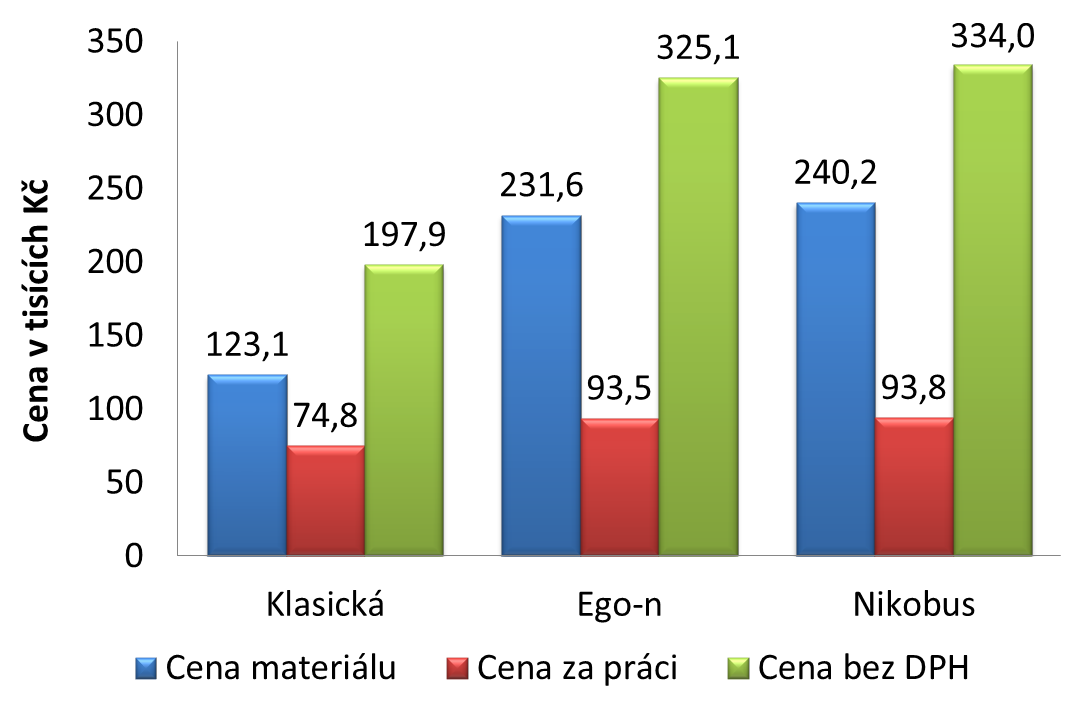 Cena v tisících Kč
350
300
250
200
150
100
50
0
123,1
74,8
197,9
231,6
93,5
325,1
240,2
93,8
334,0
Klasická
Ego-n
Nikobus
Cena materiálu
Cena za práci
Cena bez DPH